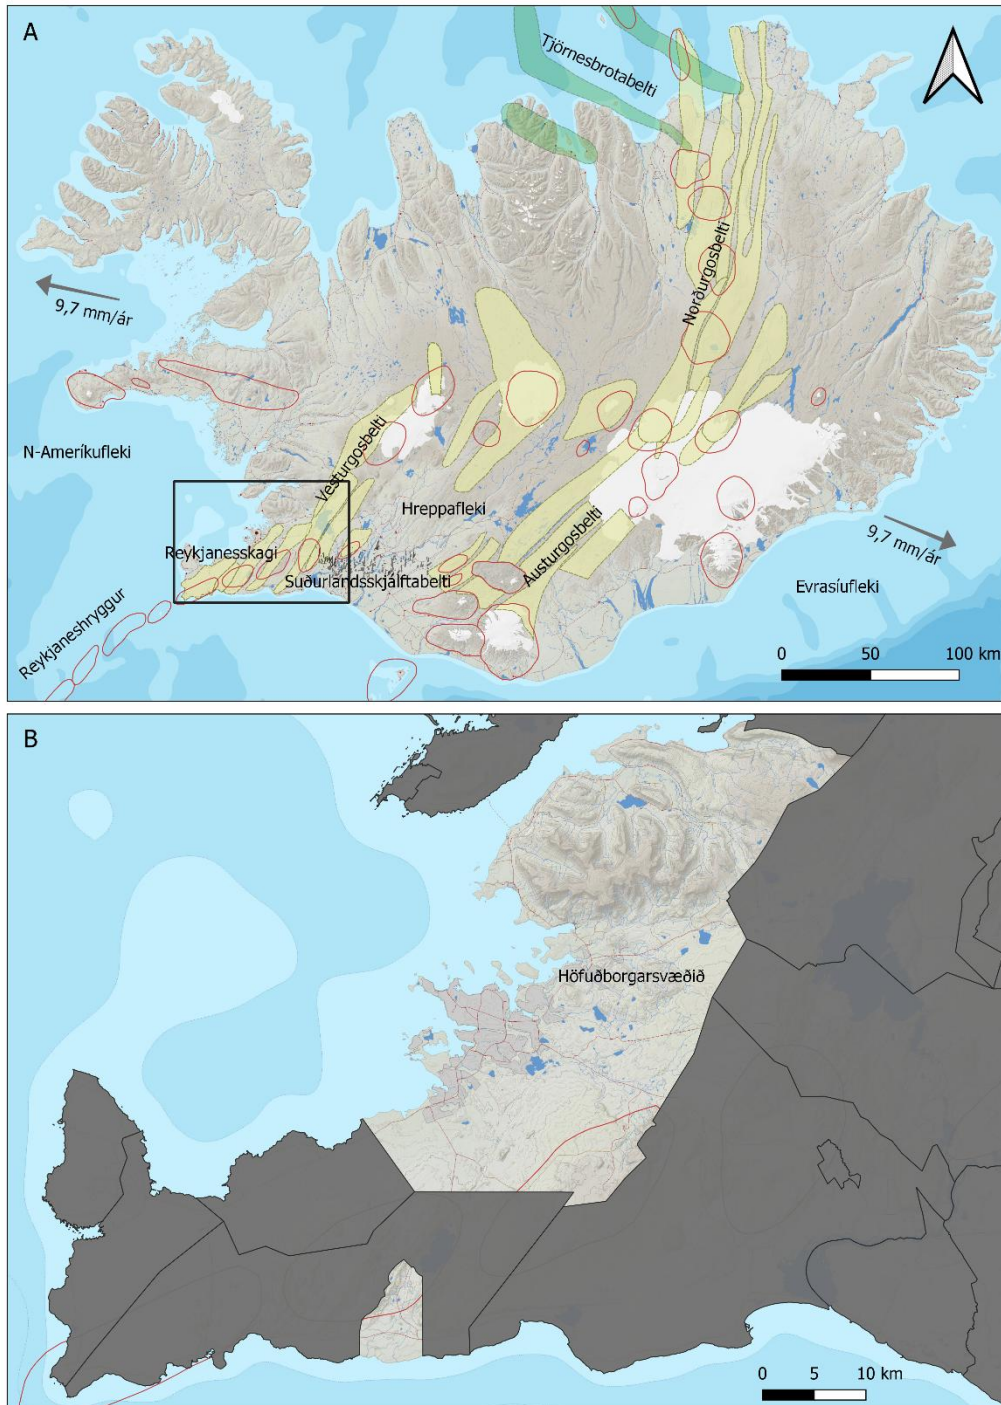 A
Tjörnesbrotabelti
Norðurgosbelti
9,7 mm/ár
N-Ameríkufleki
Vesturgosbelti
Hreppafleki
Austurgosbelti
9,7 mm/ár
Reykjanesskagi
Suðurlandsskjálftabelti
Evrasíufleki
Reykjaneshryggur
0 50 100 km
B
Höfuðborgarsvæðið
0 5 10 km